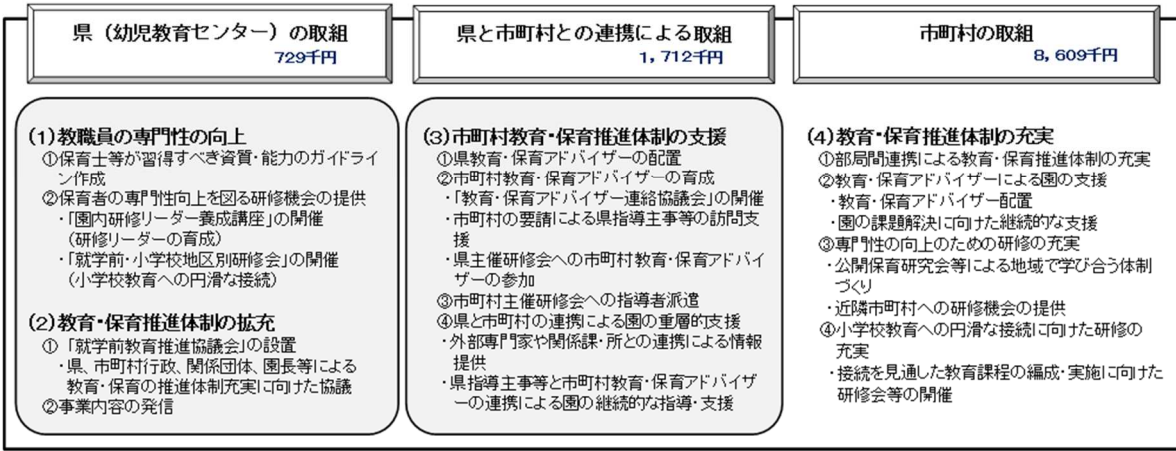 県（幼児教育センター）の取組
729千円
(1)教職員の専門性の向上
①保育士等が習得すべき資質・能力のガイドライ
ン作成
②保育者の専門性向上を図る研修機会の提供
・「園内研修リーダー養成講座」の開催
（研修リーダーの育成）
・「就学前・小学校地区別研修会」の開催
（小学校教育への円滑な接続）
(2)教育・保育推進体制の拡充
①「就学前教育推進協議会」の設置
・県、市町村行政、関係団体、園長等による
教育・保育の推進体制充実に向けた協議
②事業内容の発信
県と市町村との連携による取組
1，712千円
(3)市町村教育・保育推進体制の支援
①県教育・保育アドバイザーの配置
②市町村教育・保育アドバイザーの育成
・「教育・保育アドバイザー連絡協議会」の開催
・市町村の要請による県指導主事等の訪問支
援
・県主催研修会への市町村教育・保育アドバイ
ザーの参加
③市町村主催研修会への指導者派遣
④県と市町村の連携による園の重層的支援
・外部専門家や関係課・所との連携による情報
提供
・県指導主事等と市町村教育・保育アドバイザ
ーの連携による園の継続的な指導・支援
市町村の取組
8，609千円
(4)教育・保育推進体制の充実
①部局間連携による教育・保育推進体制の充実
②教育・保育アドバイザーによる園の支援
・教育・保育アドバイザー配置
・園の課題解決に向けた継続的な支援
③専門性の向上のための研修の充実
・公開保育研究会等による地域で学び合う体制
づくり
・近隣市町村への研修機会の提供
④小学校教育への円滑な接続に向けた研修の
充実
・接続を見通した教育課程の編成・実施に向けた
研修会等の開催